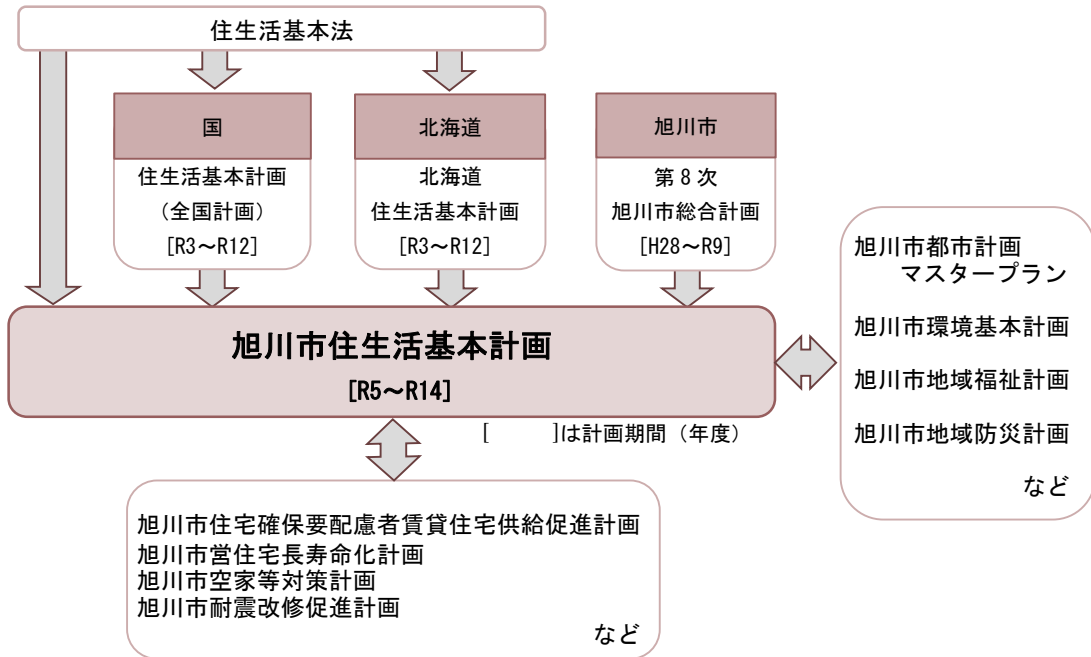 住生活基本法
国
住生活基本計画
（全国計画）
[R3～R12]
北海道
北海道
住生活基本計画
[R3～R12]
旭川市
第８次
旭川市総合計画
[H28～R9]
旭川市住生活基本計画
[R5～R14]
[　　　]は計画期間（年度）
旭川市都市計画
マスタープラン
旭川市環境基本計画
旭川市地域福祉計画
旭川市地域防災計画
など
旭川市住宅確保要配慮者賃貸住宅供給促進計画
旭川市営住宅長寿命化計画
旭川市空家等対策計画
旭川市耐震改修促進計画
など